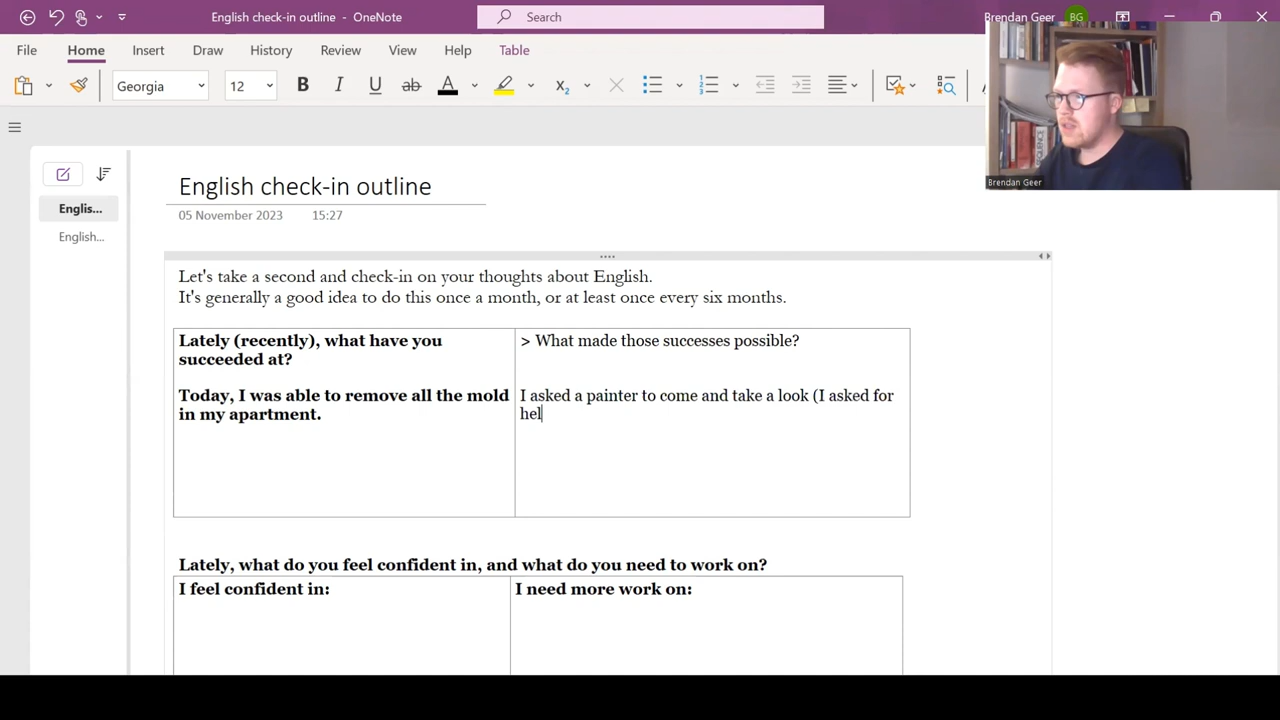 English check-in outline - OneNote
Search
Brendan Geer BG
File Home Insert Draw History Review View Help Table
Georgia 12 B I U ab A X₂
English check-in outline
Brendan Geer
Englis...
05 November 2023 15:27
English...
Let's take a second and check-in on your thoughts about English.
It's generally a good idea to do this once a month, or at least once every six months.
Lately (recently), what have you
succeeded at?
Today, I was able to remove all the mold
in my apartment.
> What made those successes possible?
I asked a painter to come and take a look (I asked for
hel
Lately, what do you feel confident in, and what do you need to work on?
I feel confident in:
I need more work on: